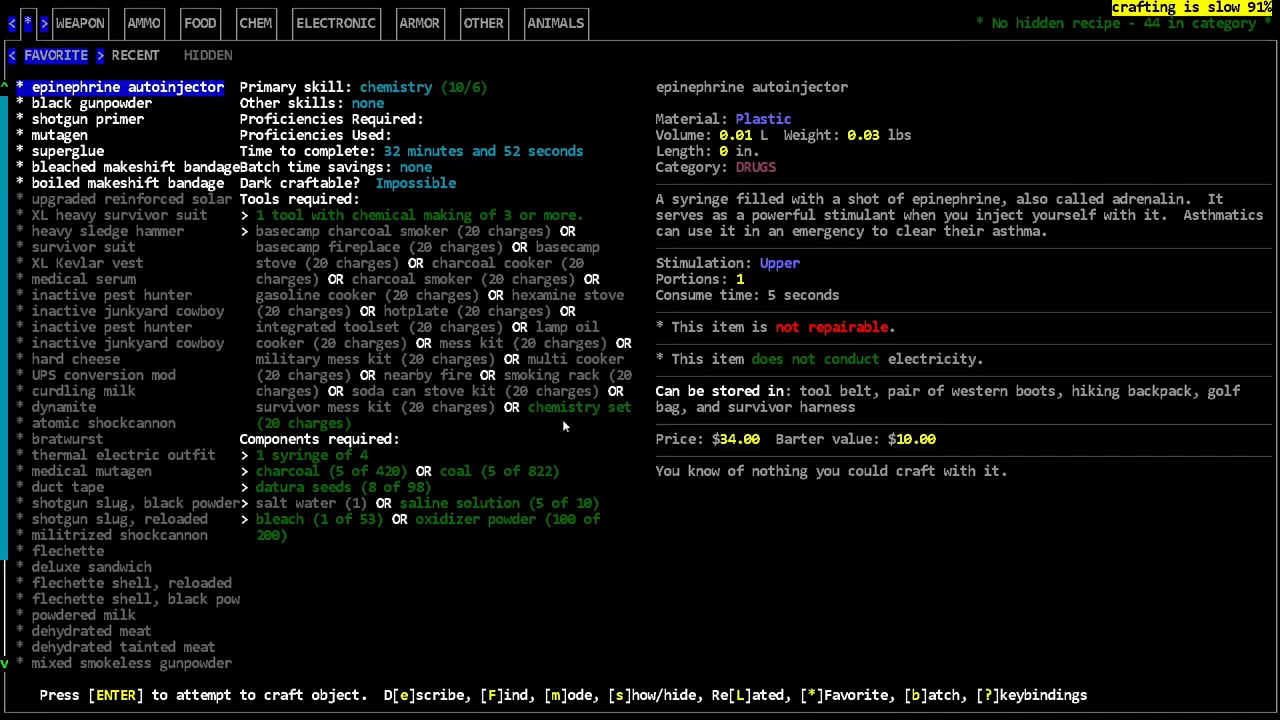 crafting is slow 91%
< * > WEAPON AMMO FOOD CHEM ELECTRONIC ARMOR OTHER ANIMALS
* No hidden recipe - 44 in category *
< FAVORITE > RECENT HIDDEN
* epinephrine autoinjector
* black gunpowder
* shotgun primer
* mutagen
* superglue
* bleached makeshift bandage
* boiled makeshift bandage
* upgraded reinforced solar
* XL heavy survivor suit
* heavy sledge hammer
* survivor suit
* XL Kevlar vest
* medical serum
* inactive pest hunter
* inactive junkyard cowboy
* inactive pest hunter
* inactive junkyard cowboy
* hard cheese
* UPS conversion mod
* curdling milk
* dynamite
* atomic shockcannon
* bratwurst
* thermal electric outfit
* medical mutagen
* duct tape
* shotgun slug, black powder
* shotgun slug, reloaded
* militrized shockcannon
* flechette
* deluxe sandwich
* flechette shell, reloaded
* flechette shell, black pow
* powdered milk
* dehydrated meat
* dehydrated tainted meat
* mixed smokeless gunpowder
Primary skill: chemistry (10/6)
Other skills: none
Proficiencies Required:
Proficiencies Used:
Time to complete: 32 minutes and 52 seconds
Batch time savings: none
Dark craftable? Impossible
Tools required:
> 1 tool with chemical making of 3 or more.
> basecamp charcoal smoker (20 charges) OR
basecamp fireplace (20 charges) OR basecamp
stove (20 charges) OR charcoal cooker (20
charges) OR charcoal smoker (20 charges) OR
gasoline cooker (20 charges) OR hexamine stove
(20 charges) OR hotplate (20 charges) OR
integrated toolset (20 charges) OR lamp oil
cooker (20 charges) OR mess kit (20 charges) OR
military mess kit (20 charges) OR multi cooker
(20 charges) OR nearby fire OR smoking rack (20
charges) OR soda can stove kit (20 charges) OR
survivor mess kit (20 charges) OR chemistry set
(20 charges)
Components required:
> 1 syringe of 4
> charcoal (5 of 420) OR coal (5 of 822)
> datura seeds (8 of 98)
> salt water (1) OR saline solution (5 of 10)
> bleach (1 of 53) OR oxidizer powder (100 of
200)
epinephrine autoinjector
Material: Plastic
Volume: 0.01 L Weight: 0.03 lbs
Length: 0 in.
Category: DRUGS
A syringe filled with a shot of epinephrine, also called adrenalin. It
serves as a powerful stimulant when you inject yourself with it. Asthmatics
can use it in an emergency to clear their asthma.
Stimulation: Upper
Portions: 1
Consume time: 5 seconds
* This item is not repairable.
* This item does not conduct electricity.
Can be stored in: tool belt, pair of western boots, hiking backpack, golf
bag, and survivor harness
Price: $34.00 Barter value: $10.00
You know of nothing you could craft with it.
Press [ENTER] to attempt to craft object. D[e]scribe, [F]ind, [m]ode, [s]how/hide, Re[L]ated, [*]Favorite, [b]atch, [?]keybindings